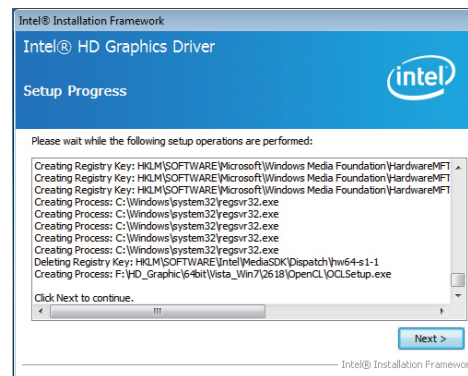 Intel® Installation Framework
Intel® HD Graphics Driver
intel
Setup Progress
Please wait while the following setup operations are performed:
Creating Registry Key: HKLM\SOFTWARE\Microsoft\Windows Media Foundation\HardwareMFT
Creating Registry Key: HKLM\SOFTWARE\Microsoft\Windows Media Foundation\HardwareMFT
Creating Registry Key: HKLM\SOFTWARE\Microsoft\Windows Media Foundation\HardwareMFT
Creating Process: C:\Windows\system32\regsvr32.exe
Creating Process: C:\Windows\system32\regsvr32.exe
Creating Process: C:\Windows\system32\regsvr32.exe
Creating Process: C:\Windows\system32\regsvr32.exe
Creating Process: C:\Windows\system32\regsvr32.exe
Deleting Registry Key: HKLM\SOFTWARE\Intel\MediaSDK\Dispatch\hw64-s1-1
Creating Process: F:\HD_Graphic\64bit\Vista_Win7\2618\OpenCL\OCLSetup.exe
Click Next to continue.
Next >
Intel® Installation Framewor